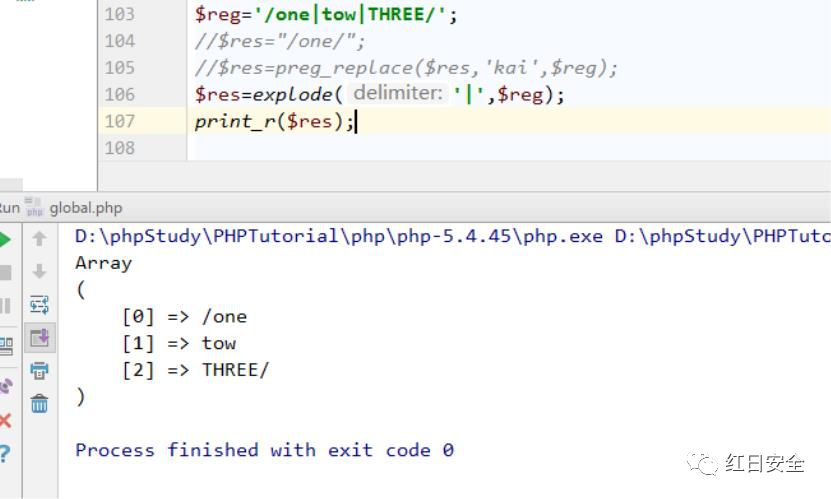 103 $reg='/one|tow|THREE/';
104 //$res="/one/";
105 //$res=preg_replace($res,'kai',$reg);
106 $res=explode( delimiter: '|',$reg);
107 print_r($res);
108
Run global.php
D:\phpStudy\PHPTutorial\php\php-5.4.45\php.exe D:\phpStudy\PHPTuto
Array
(
[0] => /one
[1] => tow
[2] => THREE/
)
Process finished with exit code 0
红日安全